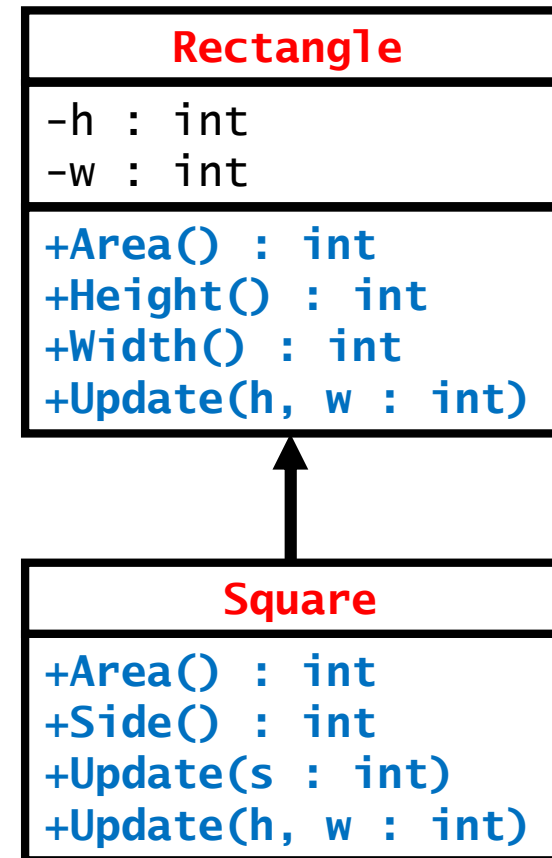 Rectangle
-h : int
-w : int
+Area() : int
+Height() : int
+Width() : int
+Update(h, w : int)
Square
+Area() : int
+Side() : int
+Update(s : int)
+Update(h, w : int)